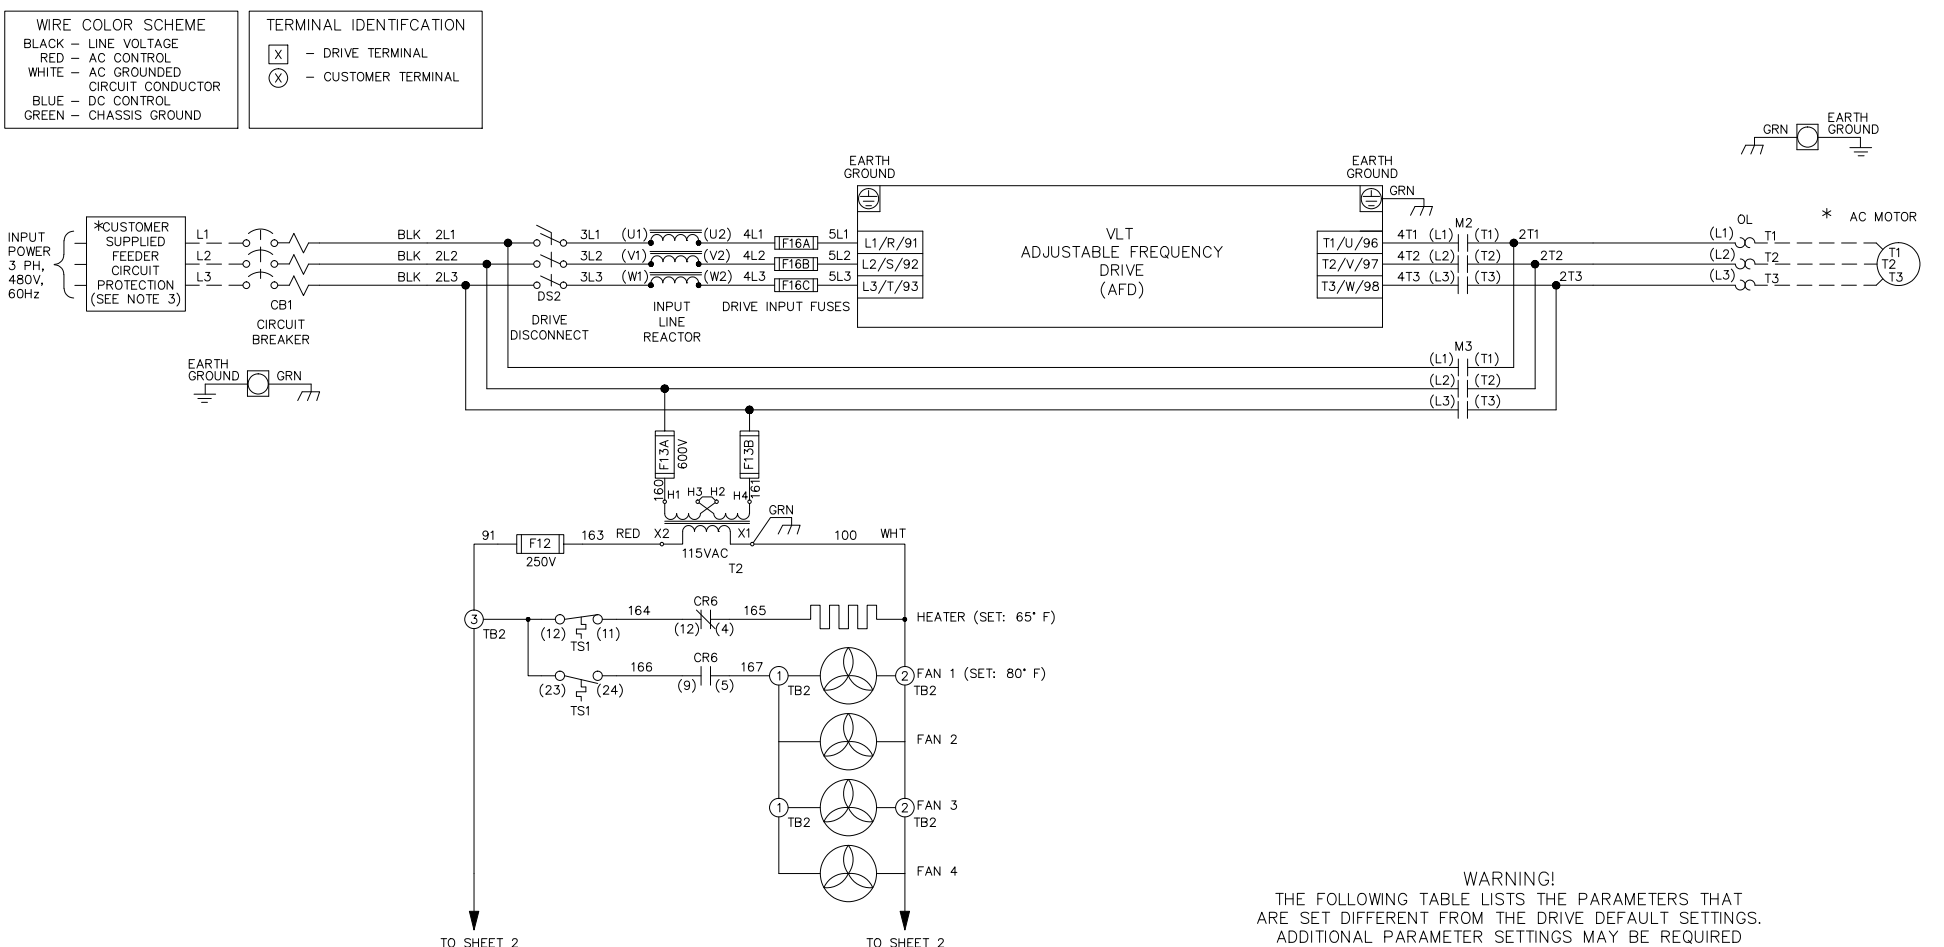 WIRE COLOR SCHEME
BLACK – LINE VOLTAGE
RED – AC CONTROL
WHITE – AC GROUNDED
CIRCUIT CONDUCTOR
BLUE – DC CONTROL
GREEN – CHASSIS GROUND
TERMINAL IDENTIFCATION
X – DRIVE TERMINAL
X – CUSTOMER TERMINAL
GRN
EARTH
GROUND
INPUT
POWER
3 PH,
480V,
60Hz
*CUSTOMER
SUPPLIED
FEEDER
CIRCUIT
PROTECTION
(SEE NOTE 3)
L1
L2
L3
CB1
CIRCUIT
BREAKER
BLK 2L1
BLK 2L2
BLK 2L3
DS2
DRIVE
DISCONNECT
3L1 (U1) (U2) 4L1 F16A 5L1
3L2 (V1) (V2) 4L2 F16B 5L2
3L3 (W1) (W2) 4L3 F16C 5L3
INPUT
LINE
REACTOR
DRIVE INPUT FUSES
EARTH
GROUND
L1/R/91
L2/S/92
L3/T/93
VLT
ADJUSTABLE FREQUENCY
DRIVE
(AFD)
EARTH
GROUND
GRN
T1/U/96
T2/V/97
T3/W/98
M2
4T1 (L1) (T1) 2T1
4T2 (L2) (T2) 2T2
4T3 (L3) (T3) 2T3
OL
(L1) T1
(L2) T2
(L3) T3
* AC MOTOR
T1
T2
T3
M3
(L1) (T1)
(L2) (T2)
(L3) (T3)
EARTH
GROUND
GRN
F13A
600V
F13B
160
161
H1 H3 H2 H4
GRN
91 F12 163 RED X2 X1 100 WHT
250V
115VAC
T2
3
TB2
(12) (11)
TS1
164
CR6
(12) (4)
165
HEATER (SET: 65° F)
(23) (24)
TS1
166
CR6
(9) (5)
167
1
TB2
2
TB2
FAN 1 (SET: 80° F)
FAN 2
1
TB2
2
TB2
FAN 3
FAN 4
TO SHEET 2
TO SHEET 2
WARNING!
THE FOLLOWING TABLE LISTS THE PARAMETERS THAT
ARE SET DIFFERENT FROM THE DRIVE DEFAULT SETTINGS.
ADDITIONAL PARAMETER SETTINGS MAY BE REQUIRED